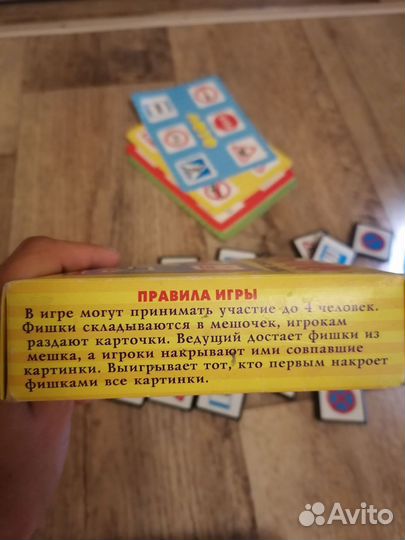 ПРАВИЛА ИГРЫ
В игре могут принимать участие до 4 человек.
Фишки складываются в мешочек, игрокам
раздают карточки. Ведущий достает фишки из
мешка, а игроки накрывают ими совпавшие
картинки. Выигрывает тот, кто первым накроет
фишками все картинки.
Avito